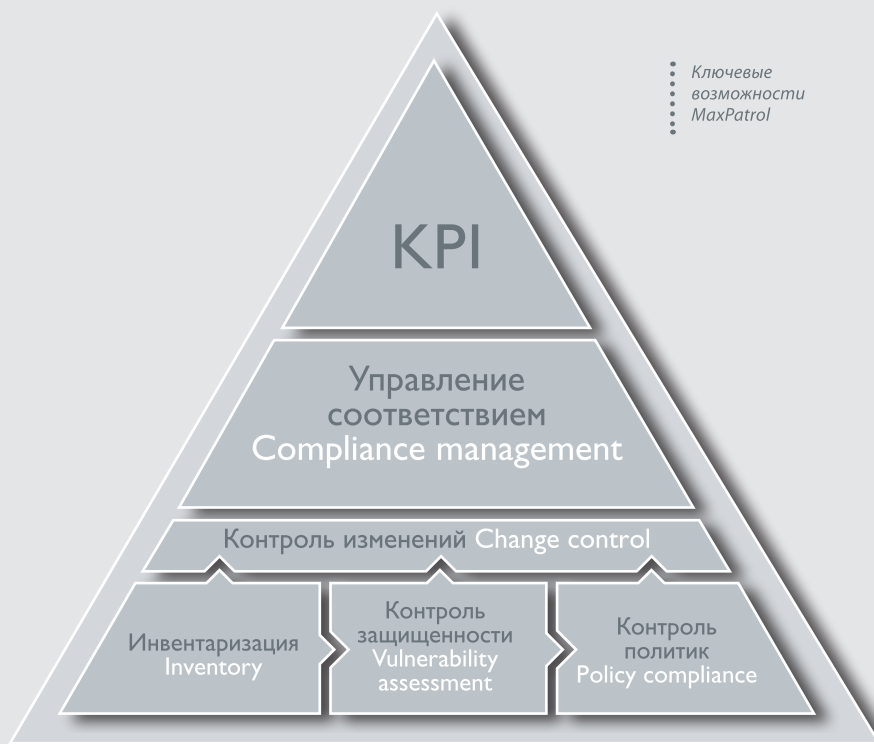 Ключевые
возможности
MaxPatrol
KPI
Управление
соответствием
Compliance management
Контроль изменений Change control
Инвентаризация
Inventory
Контроль
защищенности
Vulnerability
assessment
Контроль
политик
Policy compliance